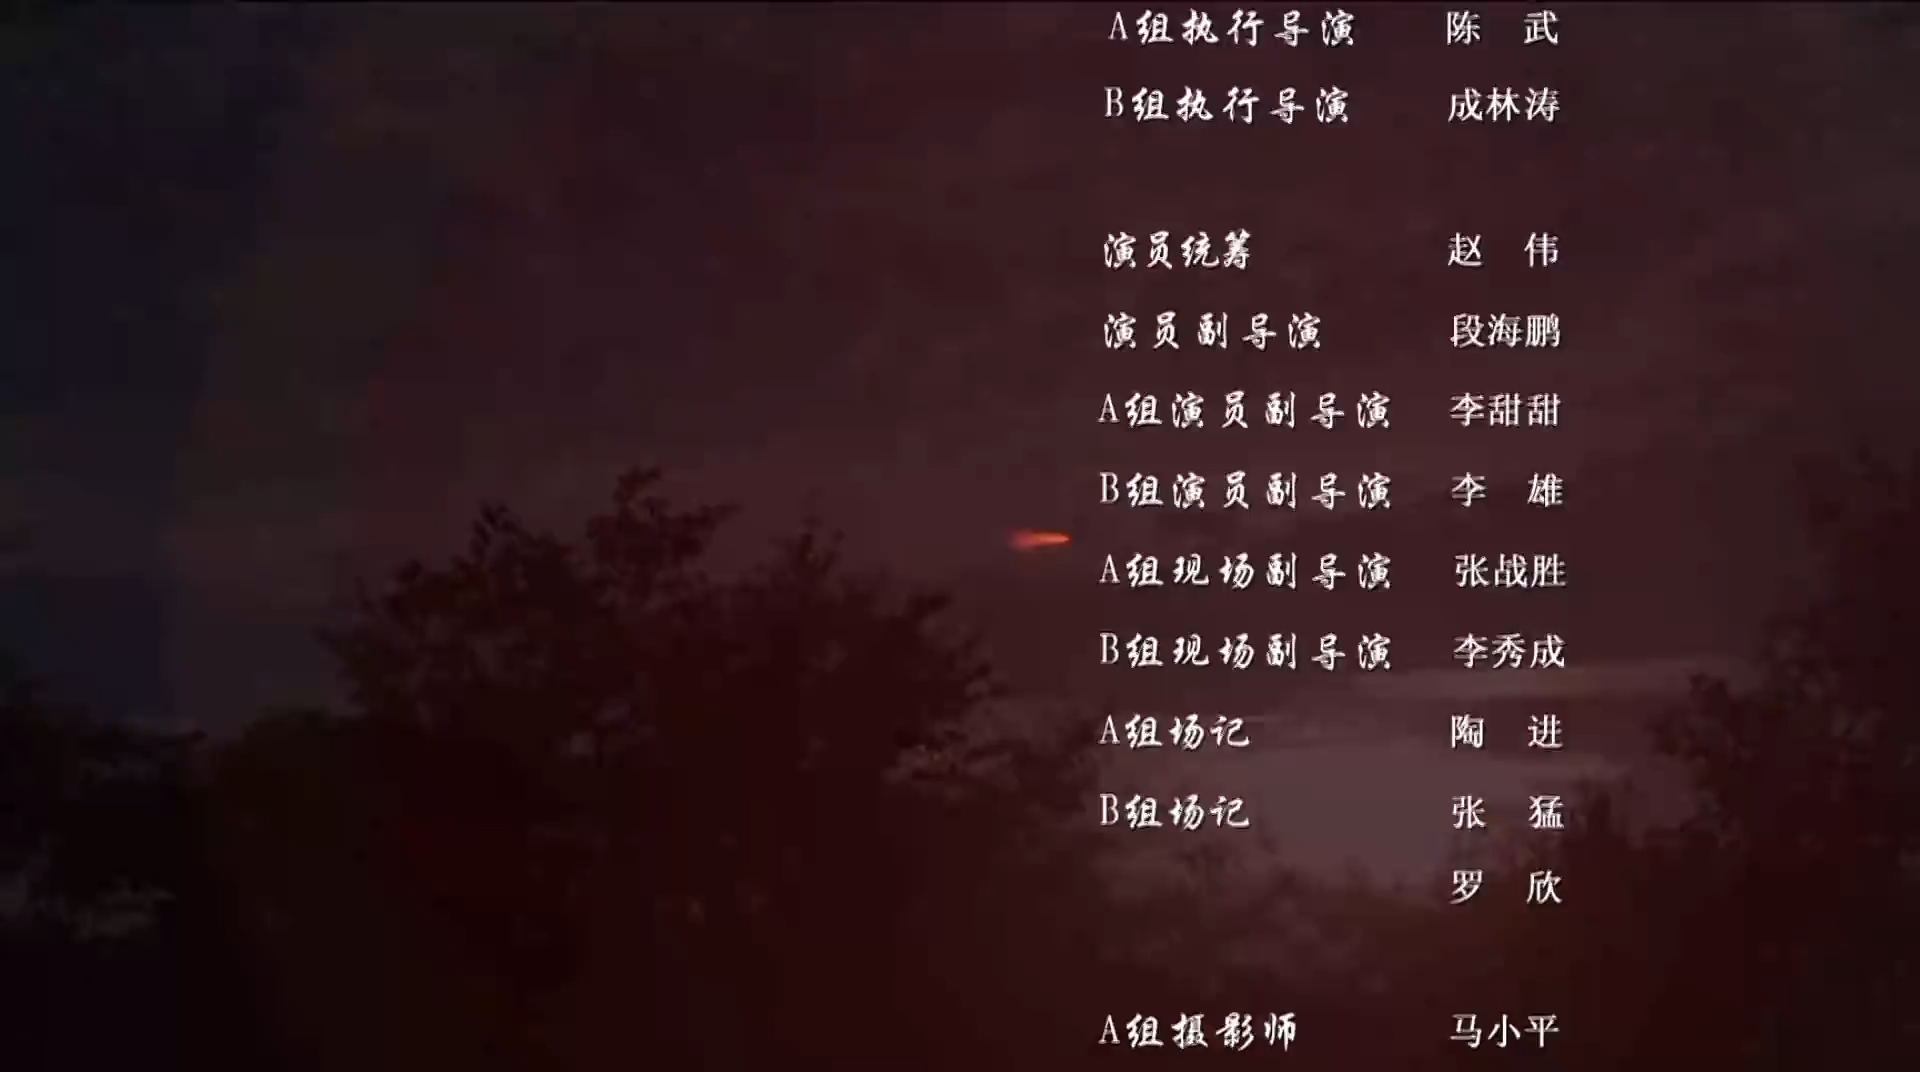 A组执行导演 陈 武
B组执行导演 成林涛
演员统筹 赵 伟
演员副导演 段海鹏
A组演员副导演 李甜甜
B组演员副导演 李 雄
A组现场副导演 张战胜
B组现场副导演 李秀成
A组场记 陶 进
B组场记 张 猛
罗 欣
A组摄影师 马小平